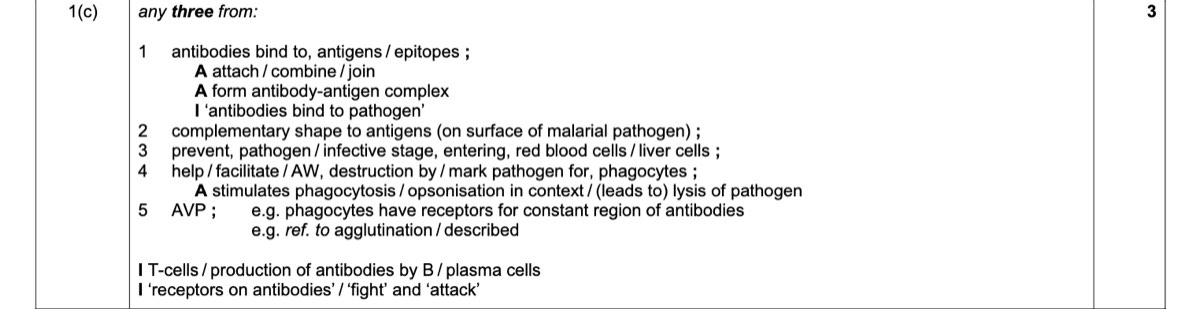 1(c) any three from: 3
1 antibodies bind to, antigens / epitopes ;
A attach / combine / join
A form antibody-antigen complex
I ‘antibodies bind to pathogen’
2 complementary shape to antigens (on surface of malarial pathogen) ;
3 prevent, pathogen / infective stage, entering, red blood cells / liver cells ;
4 help / facilitate / AW, destruction by / mark pathogen for, phagocytes ;
A stimulates phagocytosis / opsonisation in context / (leads to) lysis of pathogen
5 AVP ; e.g. phagocytes have receptors for constant region of antibodies
e.g. ref. to agglutination / described
I T-cells / production of antibodies by B / plasma cells
I ‘receptors on antibodies’ / ‘fight’ and ‘attack’